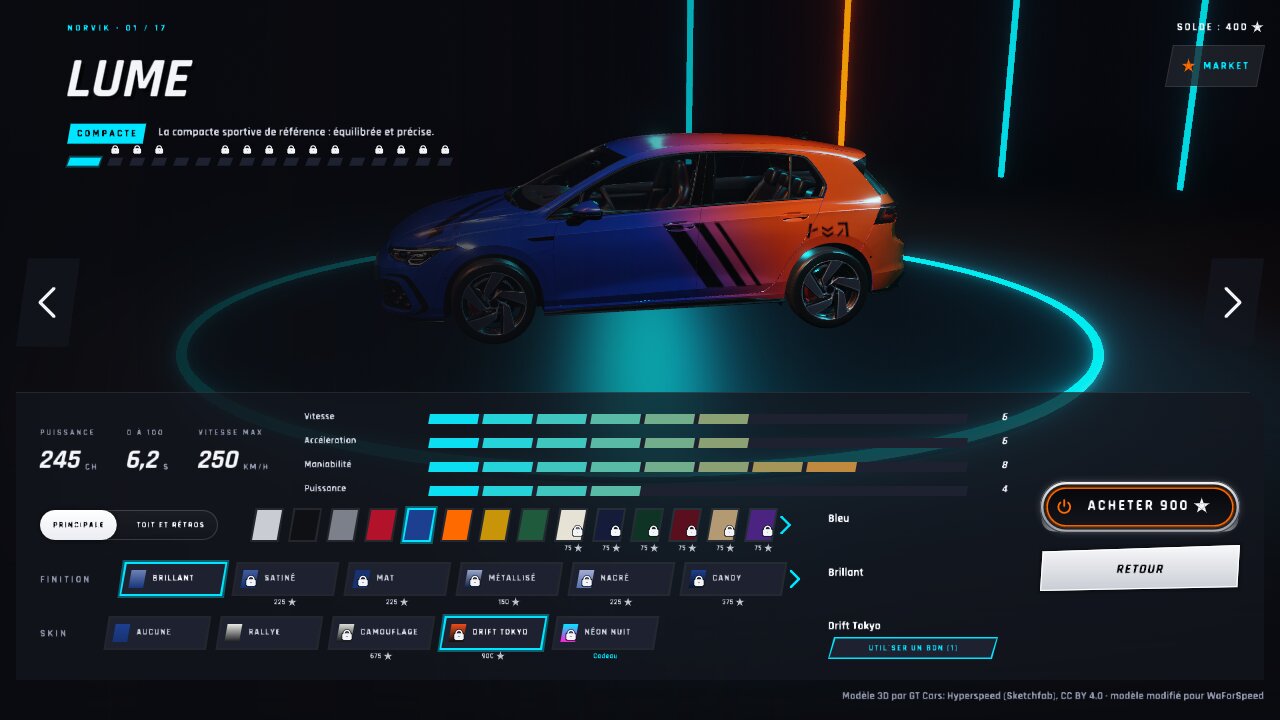 NORVIK · 01 / 17
SOLDE : 400 ★
LUME
★ MARKET
COMPACTE
La compacte sportive de référence : équilibrée et précise.
PUISSANCE
245 CH
0 À 100
6,2 S
VITESSE MAX
250 KM/H
Vitesse 6
Accélération 6
Maniabilité 8
Puissance 4
PRINCIPALE
TOIT ET RÉTROS
75 ★ 75 ★ 75 ★ 75 ★ 75 ★ 75 ★
Bleu
ACHETER 900 ★
FINITION
BRILLANT
SATINÉ
225 ★
MAT
225 ★
MÉTALLISÉ
150 ★
NACRÉ
225 ★
CANDY
375 ★
Brillant
RETOUR
SKIN
AUCUNE
RALLYE
CAMOUFLAGE
675 ★
DRIFT TOKYO
900 ★
NÉON NUIT
Cadeau
Drift Tokyo
UTILISER UN BON (1)
Modèle 3D par GT Cars: Hyperspeed (Sketchfab), CC BY 4.0 · modèle modifié pour WaForSpeed